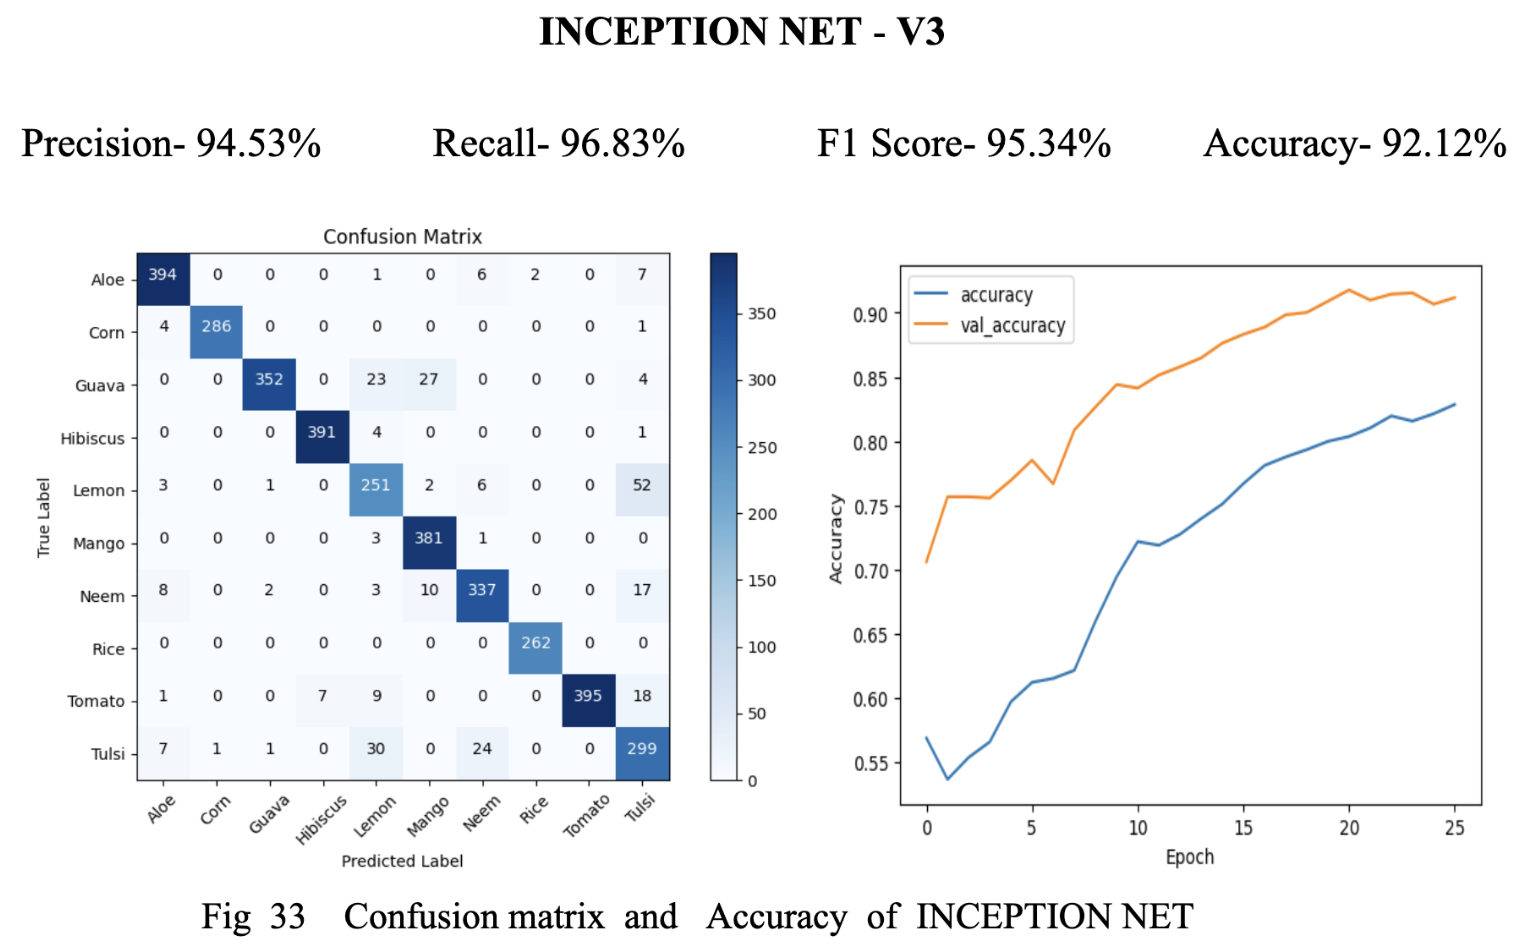 INCEPTION NET - V3
Precision- 94.53% Recall- 96.83% F1 Score- 95.34% Accuracy- 92.12%
Confusion Matrix
True Label
Aloe 394 0 0 0 1 0 6 2 0 7
Corn 4 286 0 0 0 0 0 0 0 1
Guava 0 0 352 0 23 27 0 0 0 4
Hibiscus 0 0 0 391 4 0 0 0 0 1
Lemon 3 0 1 0 251 2 6 0 0 52
Mango 0 0 0 0 3 381 1 0 0 0
Neem 8 0 2 0 3 10 337 0 0 17
Rice 0 0 0 0 0 0 0 262 0 0
Tomato 1 0 0 7 9 0 0 0 395 18
Tulsi 7 1 1 0 30 0 24 0 0 299
Aloe Corn Guava Hibiscus Lemon Mango Neem Rice Tomato Tulsi
Predicted Label
350
300
250
200
150
100
50
0
accuracy
val_accuracy
Accuracy
0.90
0.85
0.80
0.75
0.70
0.65
0.60
0.55
0 5 10 15 20 25
Epoch
Fig 33 Confusion matrix and Accuracy of INCEPTION NET